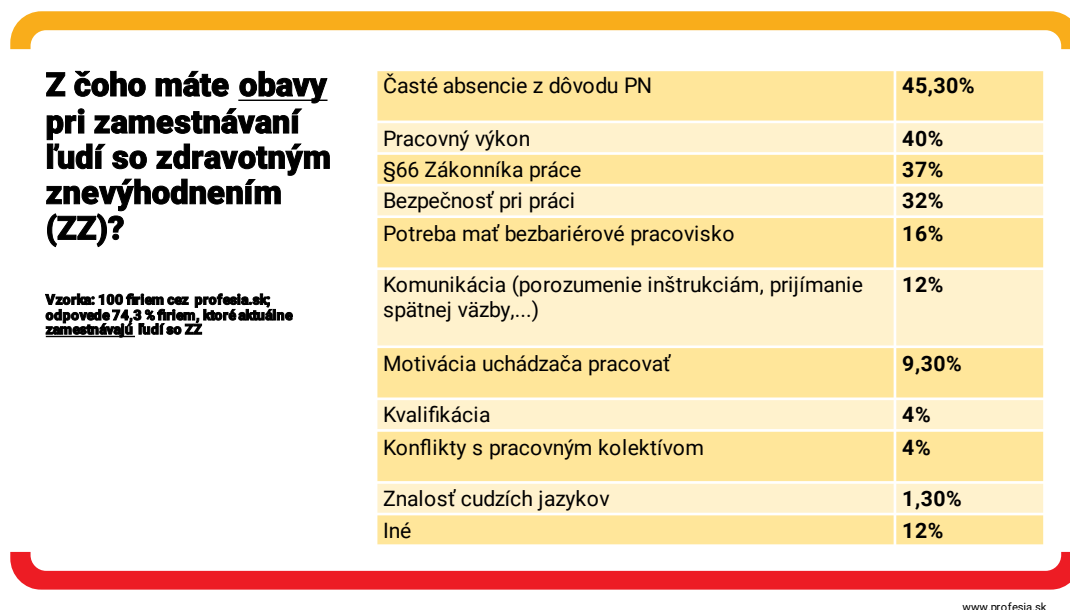 Z čoho máte obavy
pri zamestnávaní
ľudí so zdravotným
znevýhodnením
(ZZ)?
Vzorka: 100 firiem cez profesia.sk;
odpovede 74,3 % firiem, ktoré aktuálne
zamestnávajú ľudí so ZZ
Časté absencie z dôvodu PN 45,30%
Pracovný výkon 40%
§66 Zákonníka práce 37%
Bezpečnosť pri práci 32%
Potreba mať bezbariérové pracovisko 16%
Komunikácia (porozumenie inštrukciám, prijímanie 12%
spätnej väzby,...)
Motivácia uchádzača pracovať 9,30%
Kvalifikácia 4%
Konflikty s pracovným kolektívom 4%
Znalosť cudzích jazykov 1,30%
Iné 12%
www.profesia.sk